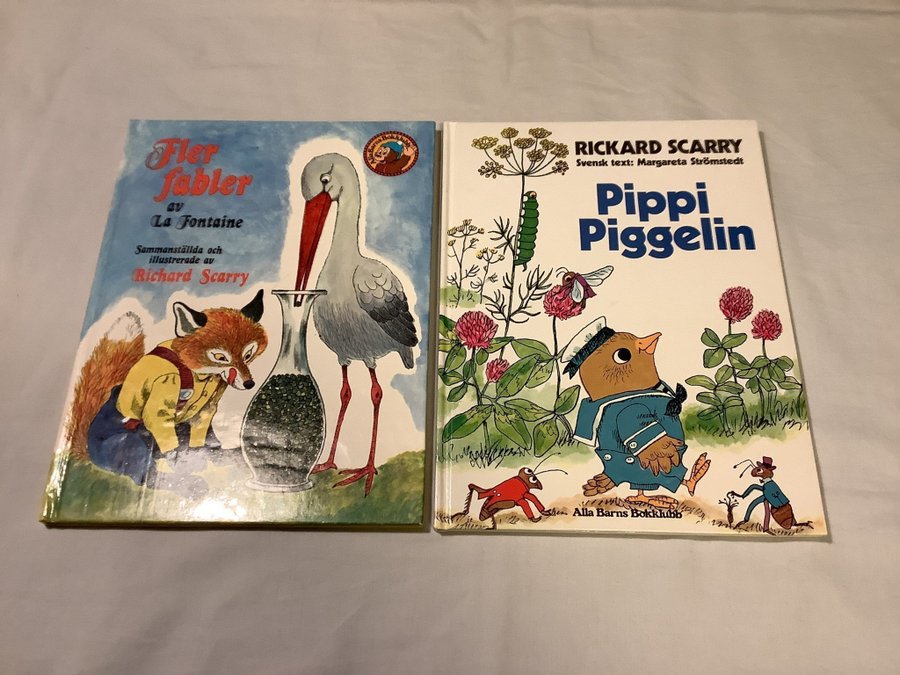 Fler
fabler
av
La Fontaine
Sammanställda och
illustrerade av
Richard Scarry
RICKARD SCARRY
Svensk text: Margareta Strömstedt
Pippi
Piggelin
Alla Barns Bokklubb